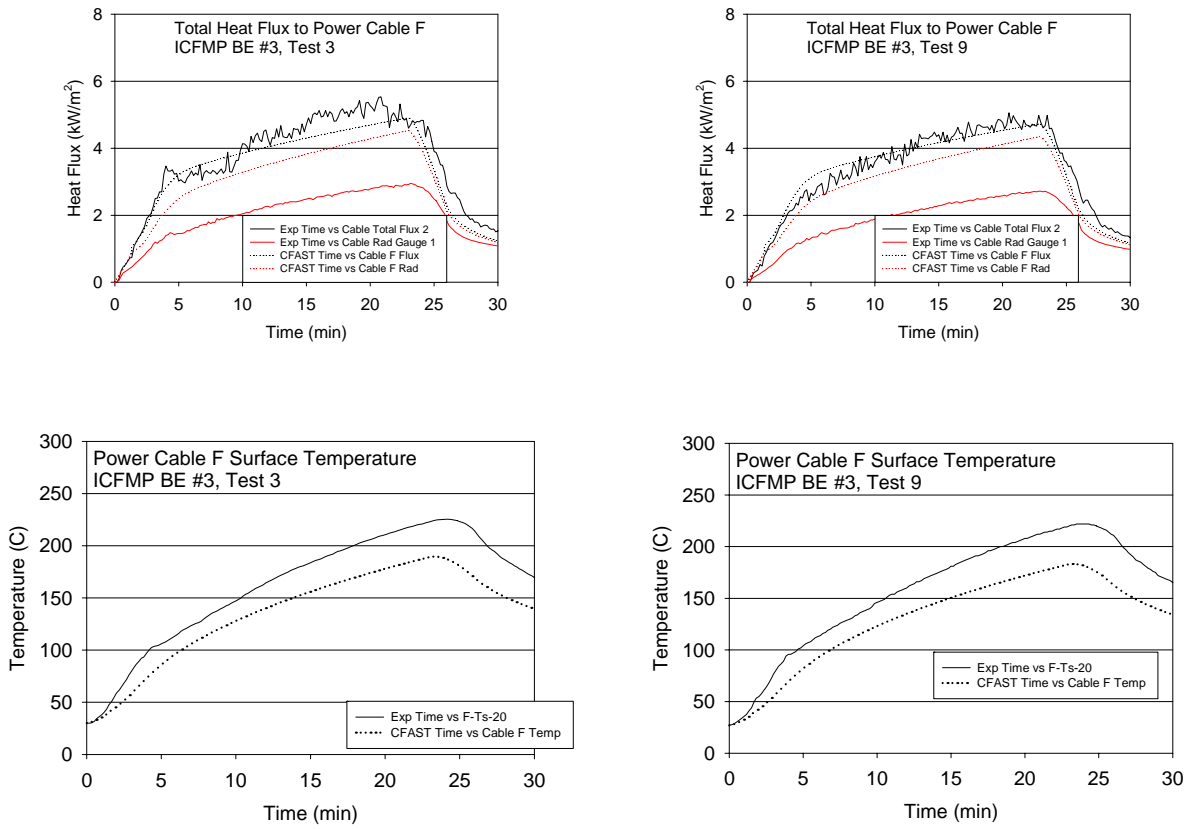 Total Heat Flux to Power Cable F
ICFMP BE #3, Test 3
8
6
4
2
0
Heat Flux (kW/m²)
Exp Time vs Cable Total Flux 2
Exp Time vs Cable Rad Gauge 1
CFAST Time vs Cable F Flux
CFAST Time vs Cable F Rad
0 5 10 15 20 25 30
Time (min)
Total Heat Flux to Power Cable F
ICFMP BE #3, Test 9
8
6
4
2
0
Heat Flux (kW/m²)
Exp Time vs Cable Total Flux 2
Exp Time vs Cable Rad Gauge 1
CFAST Time vs Cable F Flux
CFAST Time vs Cable F Rad
0 5 10 15 20 25 30
Time (min)
Power Cable F Surface Temperature
ICFMP BE #3, Test 3
300
250
200
150
100
50
0
Temperature (C)
Exp Time vs F-Ts-20
CFAST Time vs Cable F Temp
0 5 10 15 20 25 30
Time (min)
Power Cable F Surface Temperature
ICFMP BE #3, Test 9
300
250
200
150
100
50
0
Temperature (C)
Exp Time vs F-Ts-20
CFAST Time vs Cable F Temp
0 5 10 15 20 25 30
Time (min)